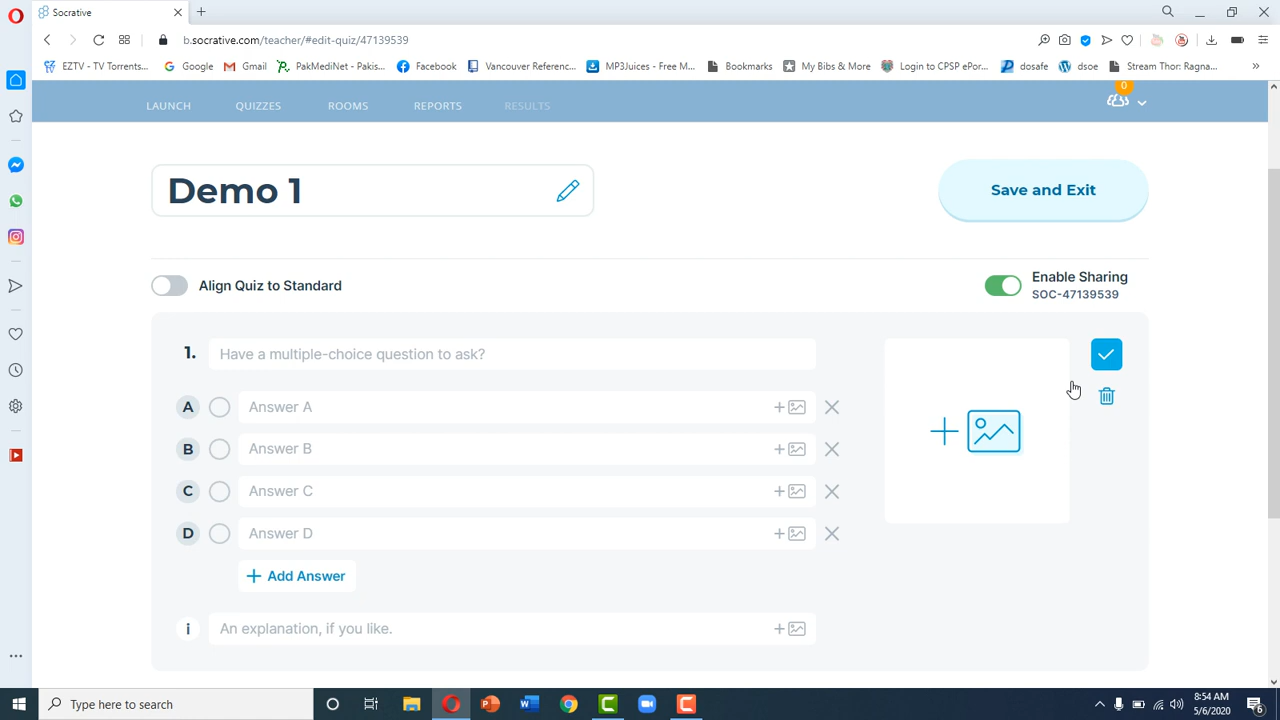 Socrative
b.socrative.com/teacher/#edit-quiz/47139539
EZTV - TV Torrents...
Google
Gmail
PakMediNet - Pakis...
Facebook
Vancouver Referenc...
MP3Juices - Free M...
Bookmarks
My Bibs & More
Login to CPSP ePor...
dosafe
dsoe
Stream Thor: Ragna...
LAUNCH
QUIZZES
ROOMS
REPORTS
RESULTS
0
Demo 1
Save and Exit
Align Quiz to Standard
Enable Sharing
SOC-47139539
1. Have a multiple-choice question to ask?
A Answer A
B Answer B
C Answer C
D Answer D
+ Add Answer
i An explanation, if you like.
Type here to search
8:54 AM
5/6/2020
6